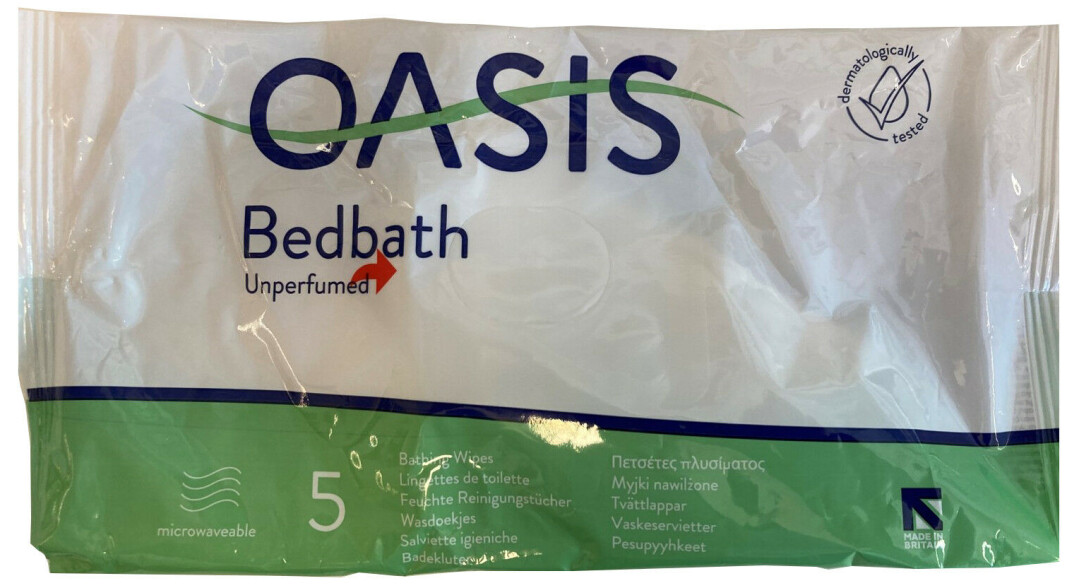 OASIS
dermatologically
tested
Bedbath
Unperfumed
microwaveable
5
Bathing Wipes
Lingettes de toilette
Feuchte Reinigungstücher
Wasdoekjes
Salviette igieniche
Πετσέτες πλυσίματος
Myjki nawilżone
Tvättlappar
Vaskeservietter
Pesupyyhkeet
MADE IN
BRITAIN